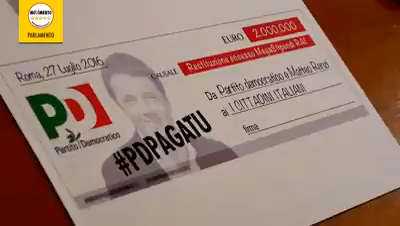 MOVIMENTO
PARLAMENTO
EURO 2.000.000
CAUSALE Restituzione eccesso MegaStipendi RAI
Roma, 27 Luglio 2016
Da Partito democratico e Matteo Renzi
ai CITTADINI ITALIANI
firma
PD
Partito Democratico
#PDPAGATU